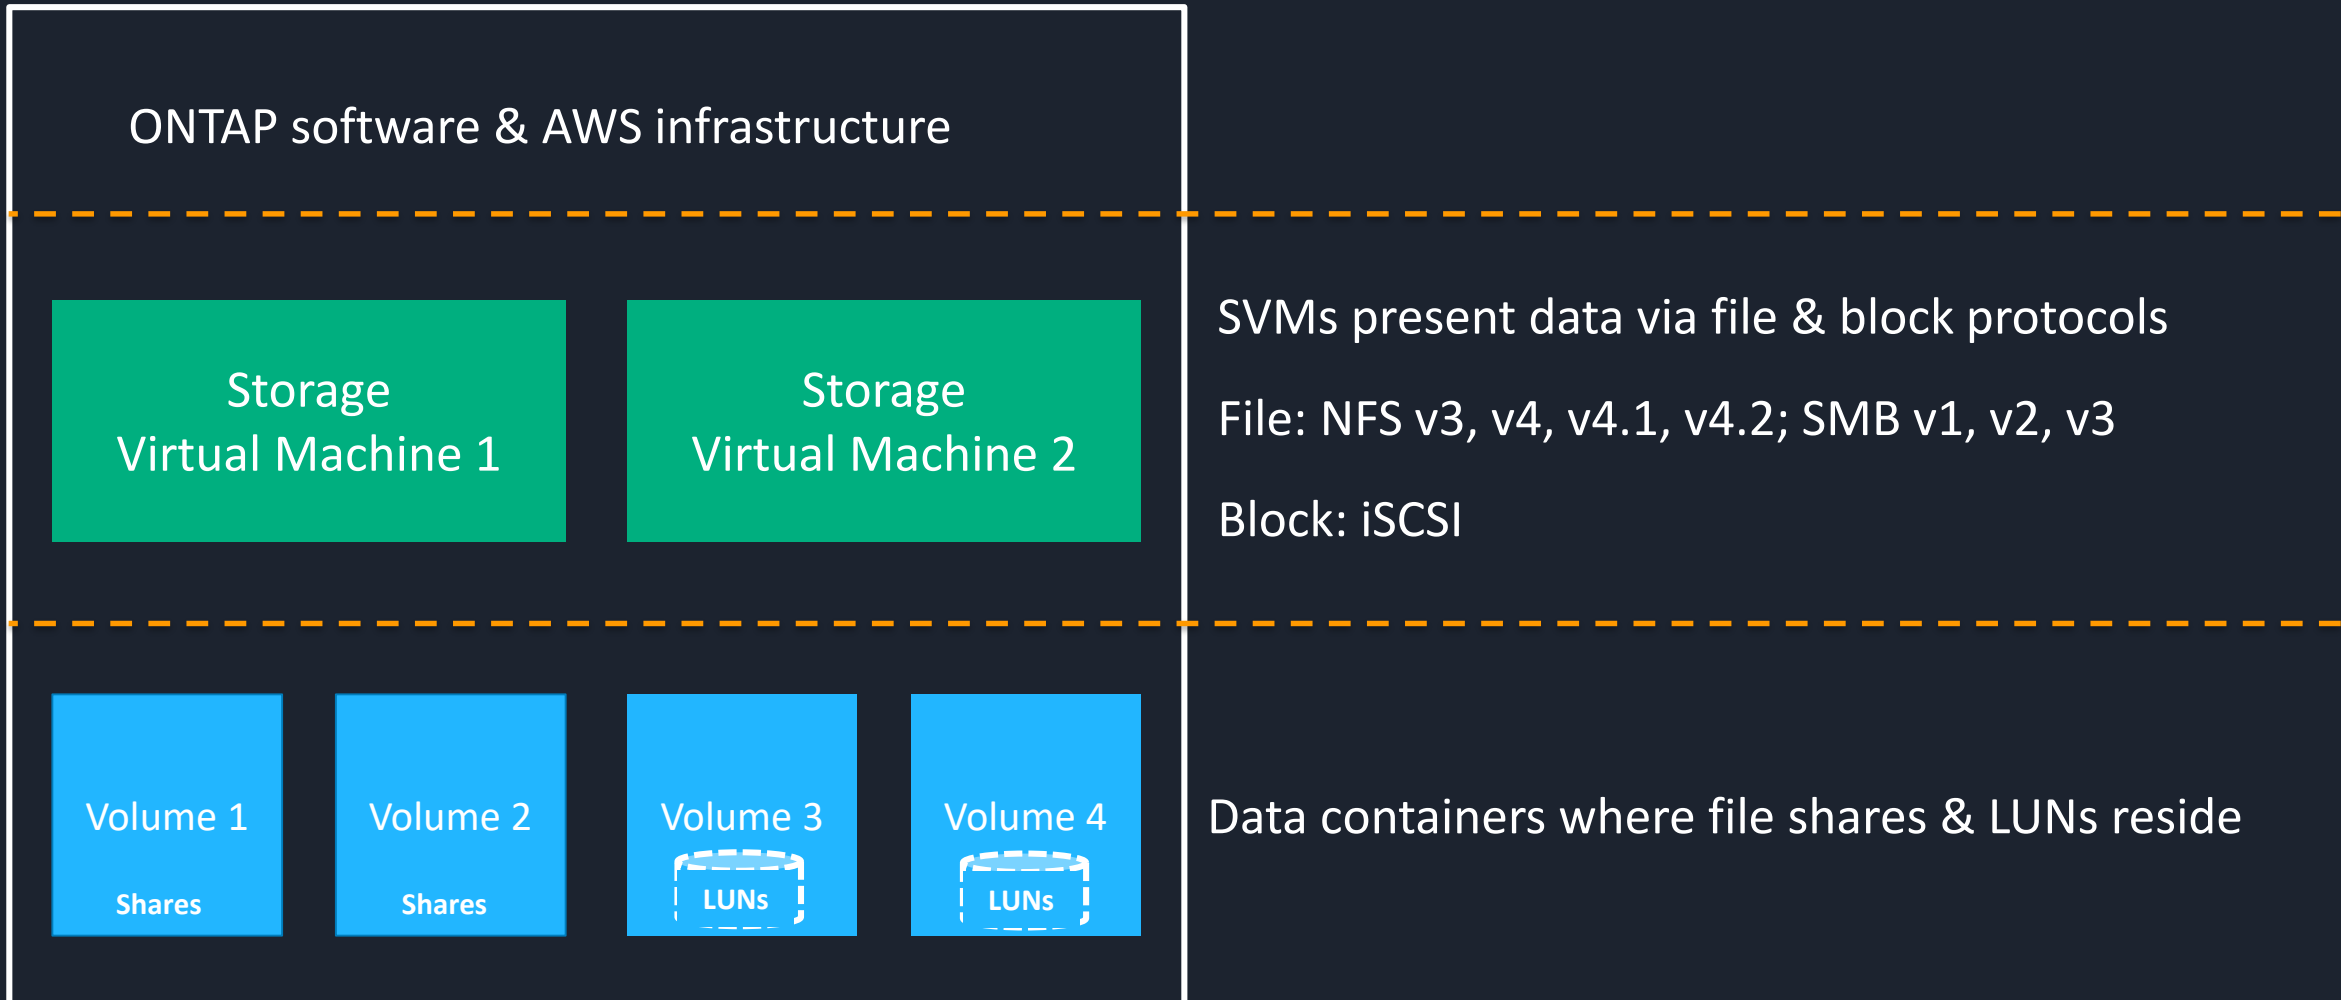 ONTAP software & AWS infrastructure
Storage
Virtual Machine 1
Storage
Virtual Machine 2
SVMs present data via file & block protocols
File: NFS v3, v4, v4.1, v4.2; SMB v1, v2, v3
Block: iSCSI
Volume 1
Shares
Volume 2
Shares
Volume 3
LUNs
Volume 4
LUNs
Data containers where file shares & LUNs reside